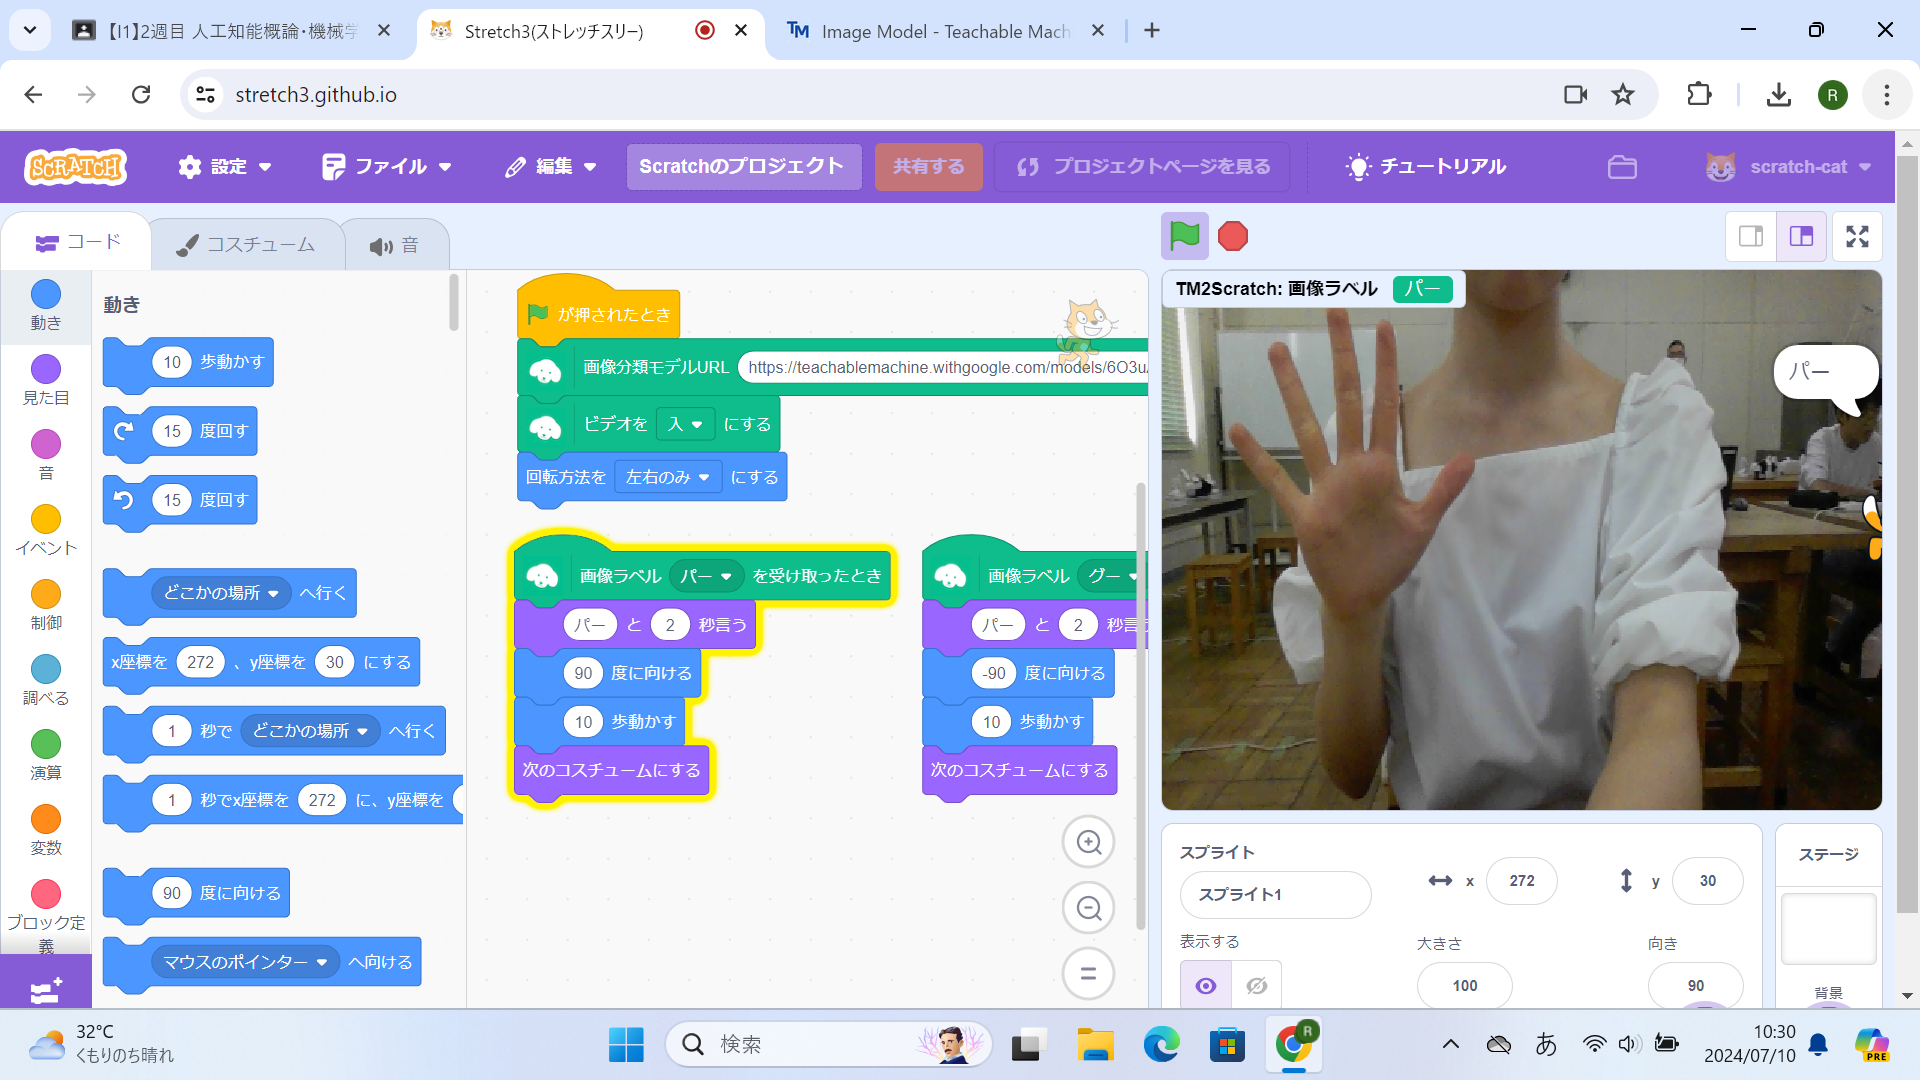 【I1】2週目 人工知能概論・機械学
Stretch3(ストレッチスリー)
TM Image Model - Teachable Mach
stretch3.github.io
R
SCRATCH
設定
ファイル
編集
Scratchのプロジェクト
共有する
プロジェクトページを見る
チュートリアル
scratch-cat
コード
コスチューム
音
動き
見た目
音
イベント
制御
調べる
演算
変数
ブロック定
義
動き
10 歩動かす
15 度回す
15 度回す
どこかの場所 へ行く
x座標を 272 、y座標を 30 にする
1 秒で どこかの場所 へ行く
1 秒でx座標を 272 に、y座標を
90 度に向ける
マウスのポインター へ向ける
が押されたとき
画像分類モデルURL https://teachablemachine.withgoogle.com/models/6O3u
ビデオを 入 にする
回転方法を 左右のみ にする
画像ラベル パー を受け取ったとき
パー と 2 秒言う
90 度に向ける
10 歩動かす
次のコスチュームにする
画像ラベル グー
パー と 2 秒言う
-90 度に向ける
10 歩動かす
次のコスチュームにする
TM2Scratch: 画像ラベル パー
パー
スプライト
スプライト1
x 272
y 30
表示する
大きさ
向き
100
90
ステージ
背景
32°C
くもりのち晴れ
検索
R
あ
10:30
2024/07/10
PRE